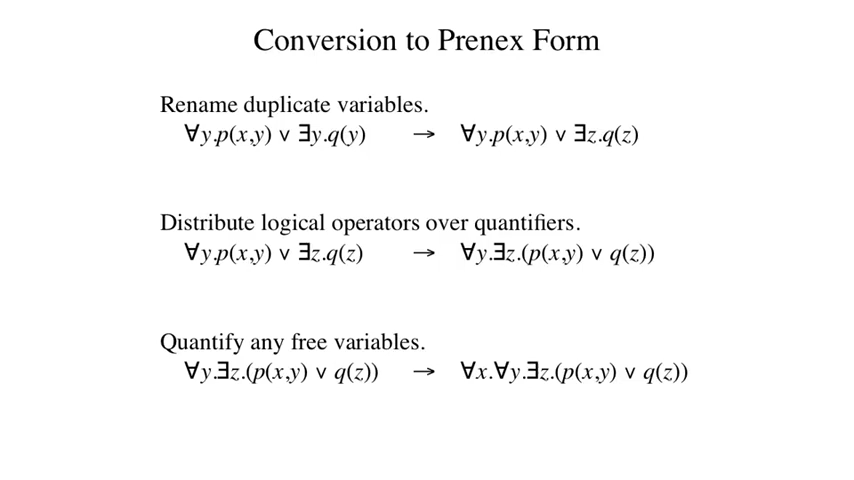 Conversion to Prenex Form
Rename duplicate variables.
∀y.p(x,y) ∨ ∃y.q(y) → ∀y.p(x,y) ∨ ∃z.q(z)
Distribute logical operators over quantifiers.
∀y.p(x,y) ∨ ∃z.q(z) → ∀y.∃z.(p(x,y) ∨ q(z))
Quantify any free variables.
∀y.∃z.(p(x,y) ∨ q(z)) → ∀x.∀y.∃z.(p(x,y) ∨ q(z))